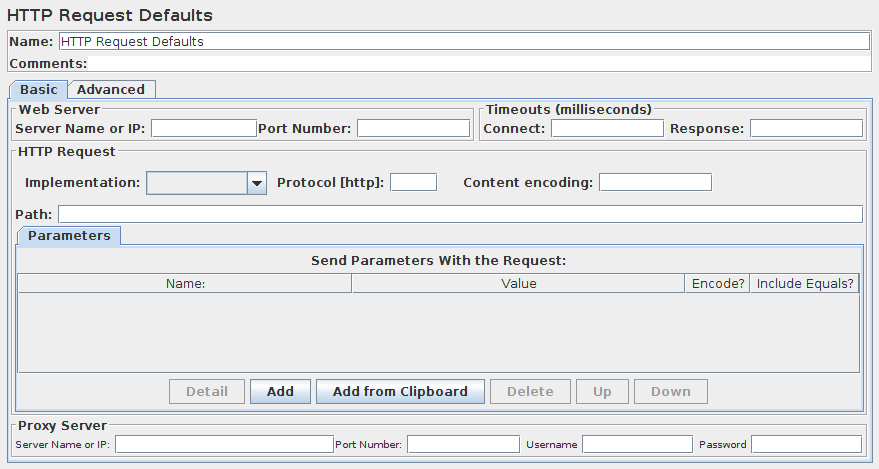 HTTP Request Defaults
Name: HTTP Request Defaults
Comments:
Basic Advanced
Web Server Timeouts (milliseconds)
Server Name or IP: Port Number: Connect: Response:
HTTP Request
Implementation: Protocol [http]: Content encoding:
Path:
Parameters
Send Parameters With the Request:
Name: Value Encode? Include Equals?
Detail Add Add from Clipboard Delete Up Down
Proxy Server
Server Name or IP: Port Number: Username Password